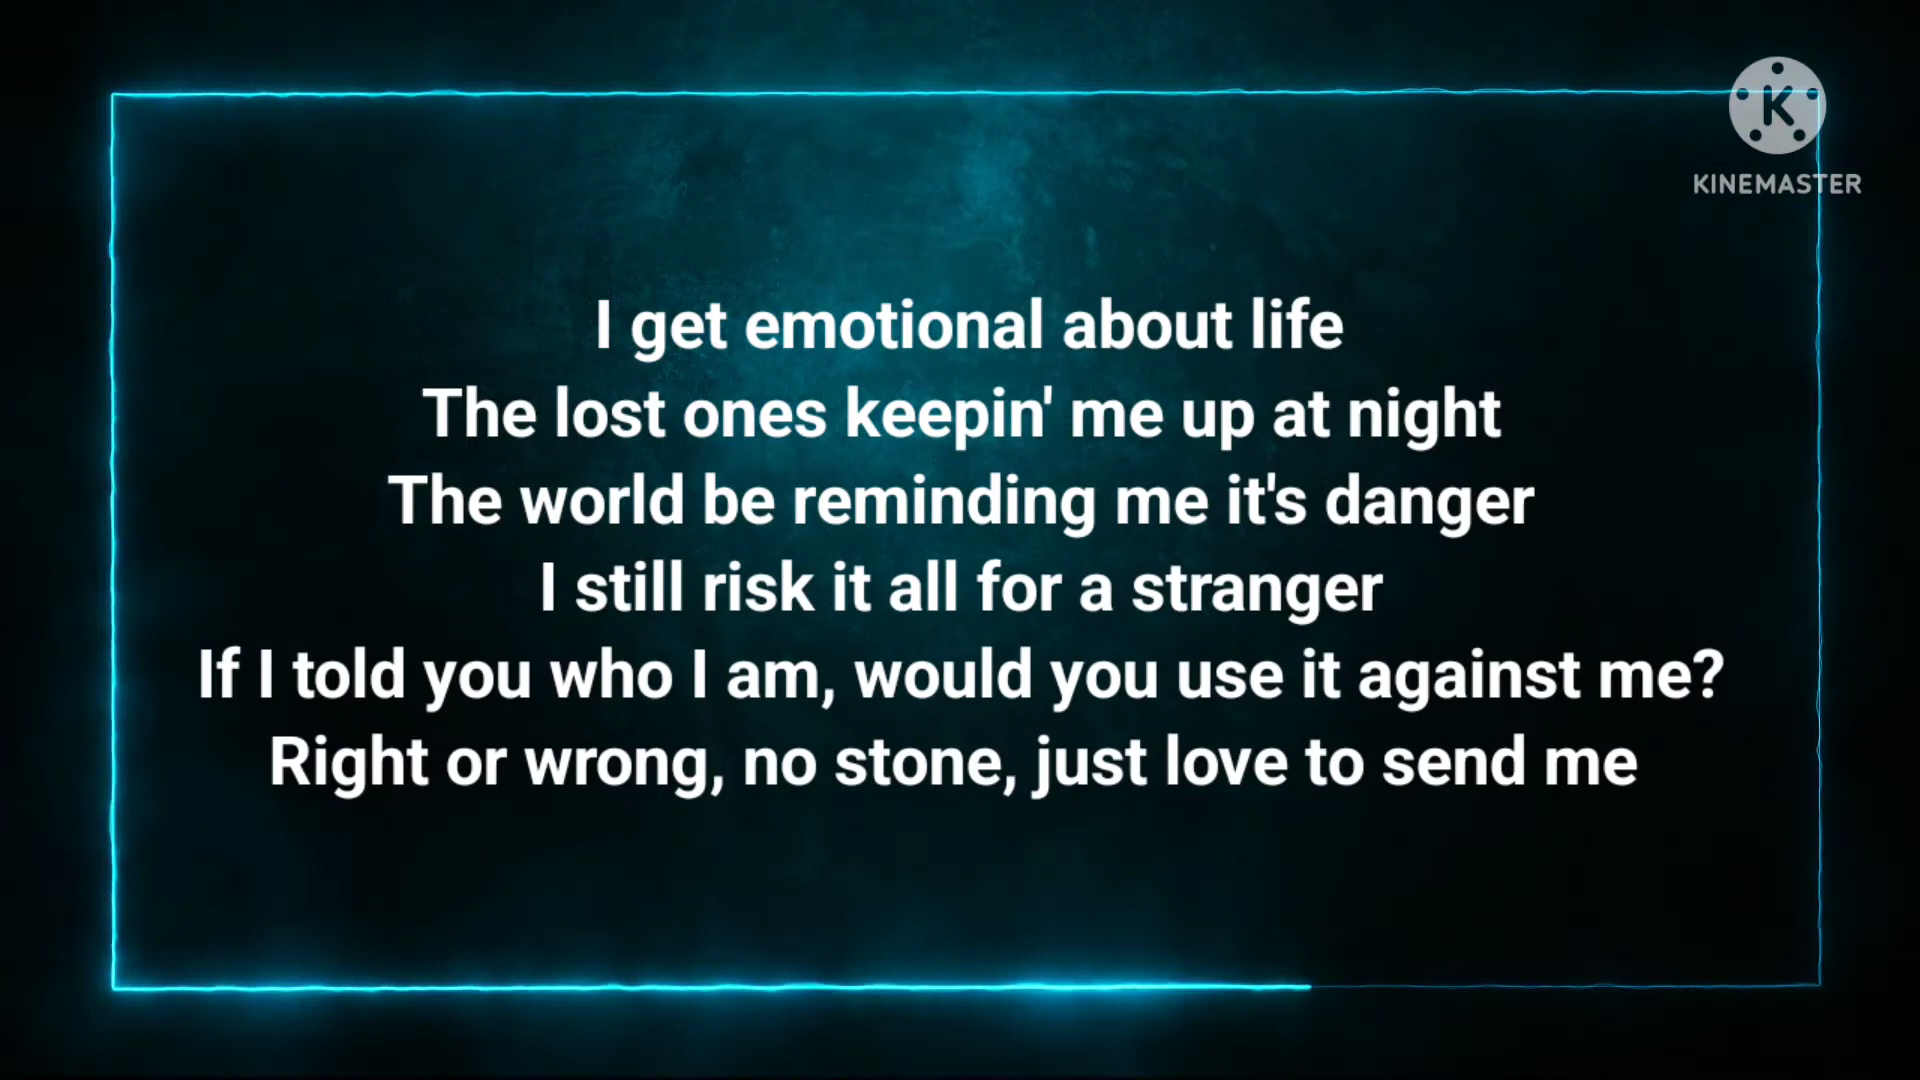 K
KINEMASTER
I get emotional about life
The lost ones keepin' me up at night
The world be reminding me it's danger
I still risk it all for a stranger
If I told you who I am, would you use it against me?
Right or wrong, no stone, just love to send me